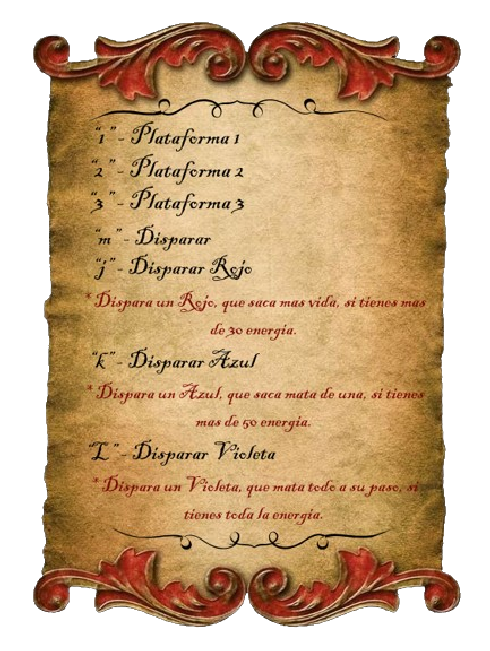 "1" - Plataforma 1
"2" - Plataforma 2
"3" - Plataforma 3
"m" - Disparar
"j" - Disparar Rojo
* Dispara un Rojo, que saca mas vida, si tienes mas
de 30 energia.
"k" - Disparar Azul
* Dispara un Azul, que saca mata de una, si tienes
mas de 50 energia.
"L" - Disparar Violeta
* Dispara un Violeta, que mata todo a su paso, si
tienes toda la energia.